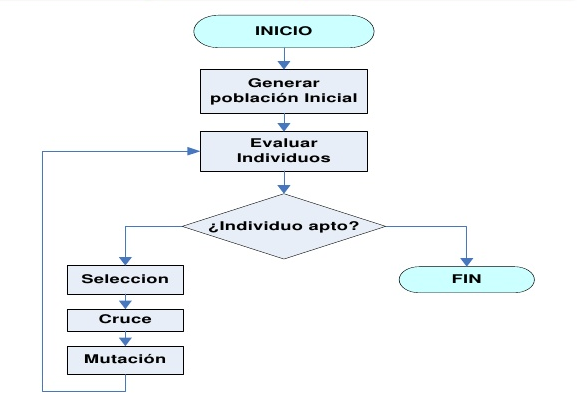 INICIO
Generar
población Inicial
Evaluar
Individuos
¿Individuo apto?
Seleccion
FIN
Cruce
Mutación